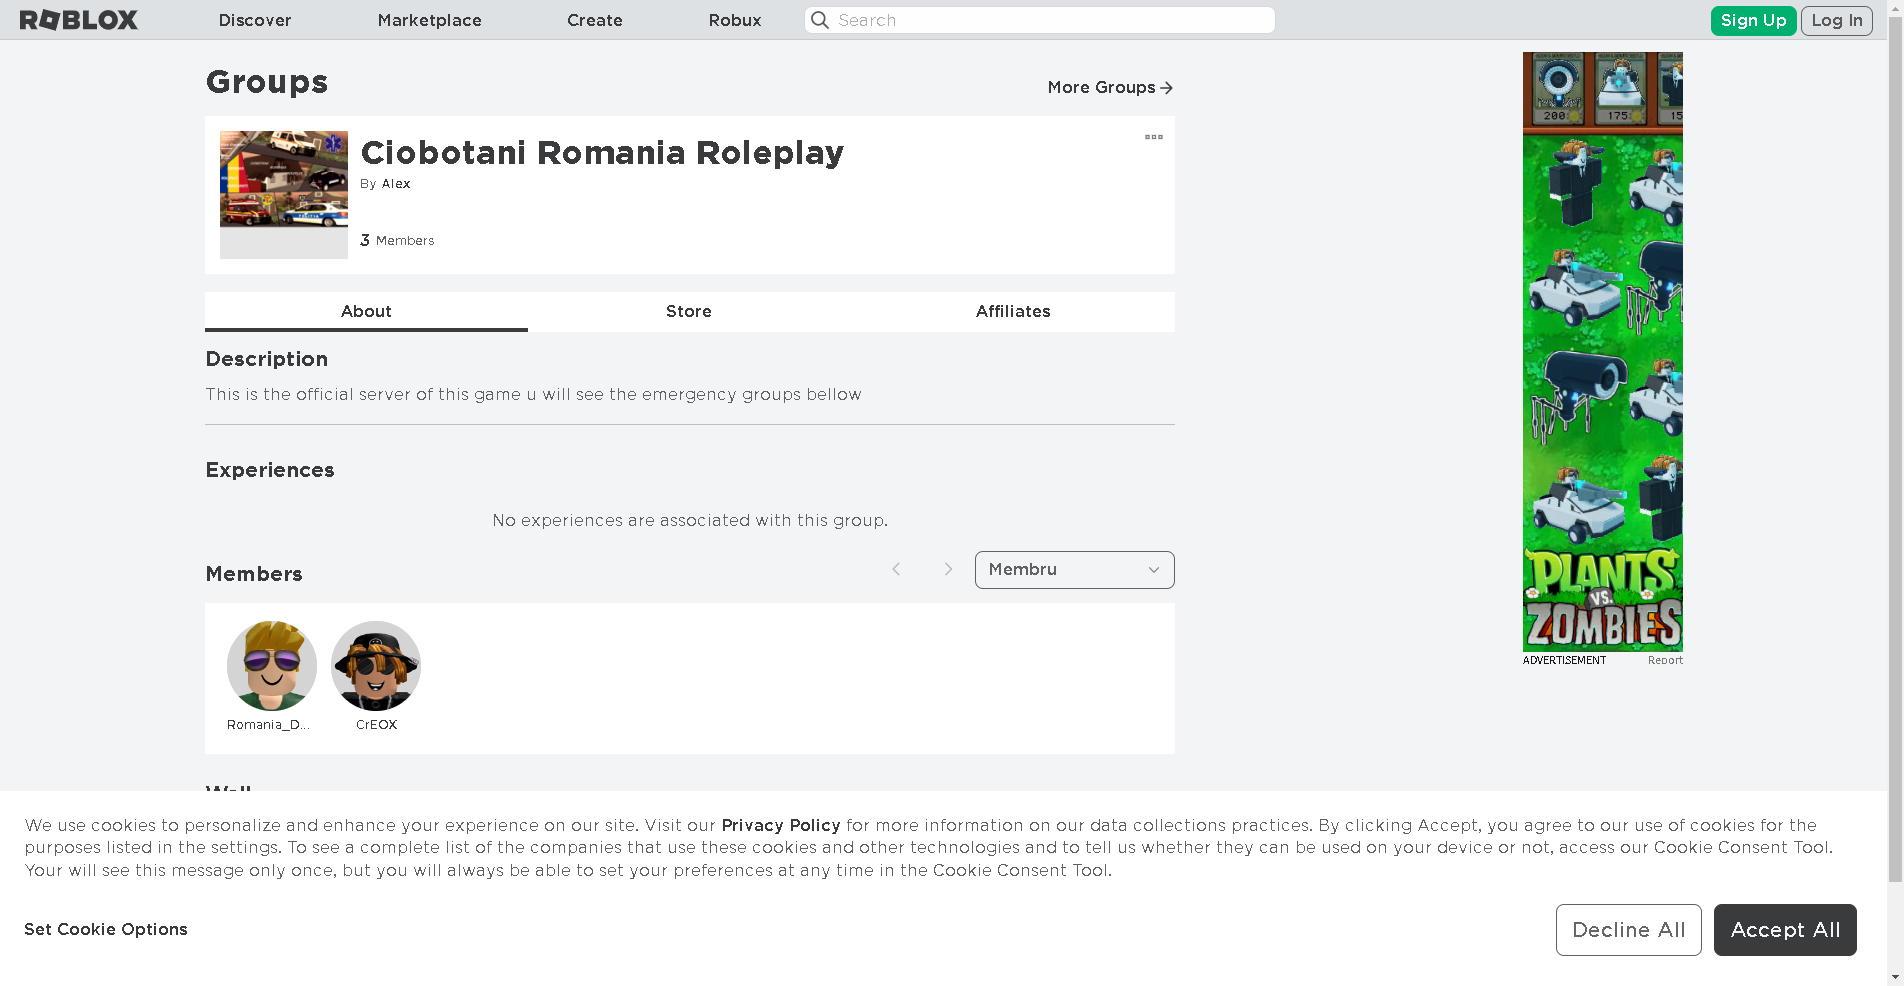 ROBLOX
Discover
Marketplace
Create
Robux
Search
Sign Up
Log In
Groups
More Groups
Ciobotani Romania Roleplay
By Alex
3 Members
About
Store
Affiliates
Description
This is the official server of this game u will see the emergency groups bellow
Experiences
No experiences are associated with this group.
Members
Membru
Romania_D...
CrEOX
Wall
200
175
15
PLANTS
VS.
ZOMBIES
ADVERTISEMENT
Report
We use cookies to personalize and enhance your experience on our site. Visit our Privacy Policy for more information on our data collections practices. By clicking Accept, you agree to our use of cookies for the
purposes listed in the settings. To see a complete list of the companies that use these cookies and other technologies and to tell us whether they can be used on your device or not, access our Cookie Consent Tool.
Your will see this message only once, but you will always be able to set your preferences at any time in the Cookie Consent Tool.
Set Cookie Options
Decline All
Accept All